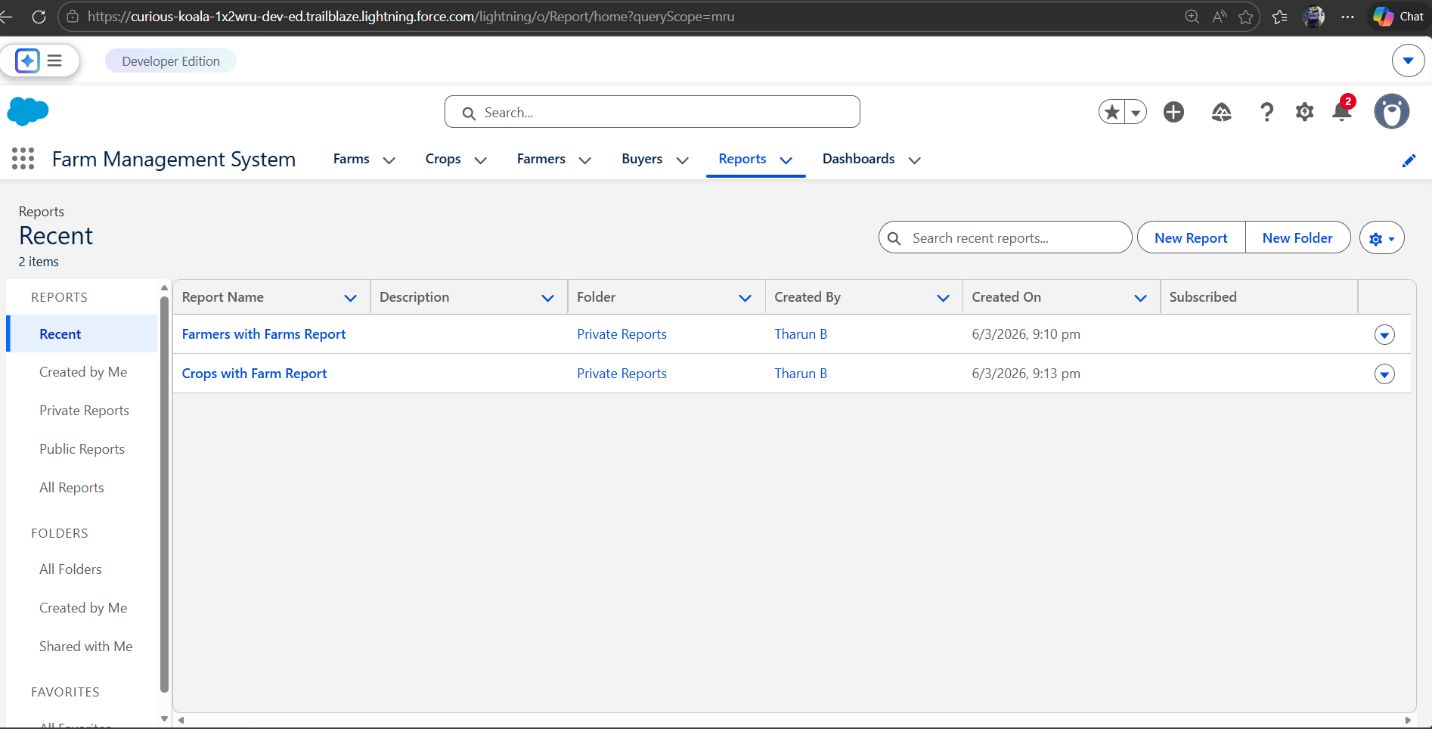 https://curious-koala-1x2wru-dev-ed.trailblaze.lightning.force.com/lightning/o/Report/home?queryScope=mru
Chat
Developer Edition
Search...
2
Farm Management System
Farms
Crops
Farmers
Buyers
Reports
Dashboards
Reports
Recent
2 items
Search recent reports...
New Report
New Folder
REPORTS
Recent
Created by Me
Private Reports
Public Reports
All Reports
FOLDERS
All Folders
Created by Me
Shared with Me
FAVORITES
All Favorites
Report Name Description Folder Created By Created On Subscribed
Farmers with Farms Report Private Reports Tharun B 6/3/2026, 9:10 pm
Crops with Farm Report Private Reports Tharun B 6/3/2026, 9:13 pm